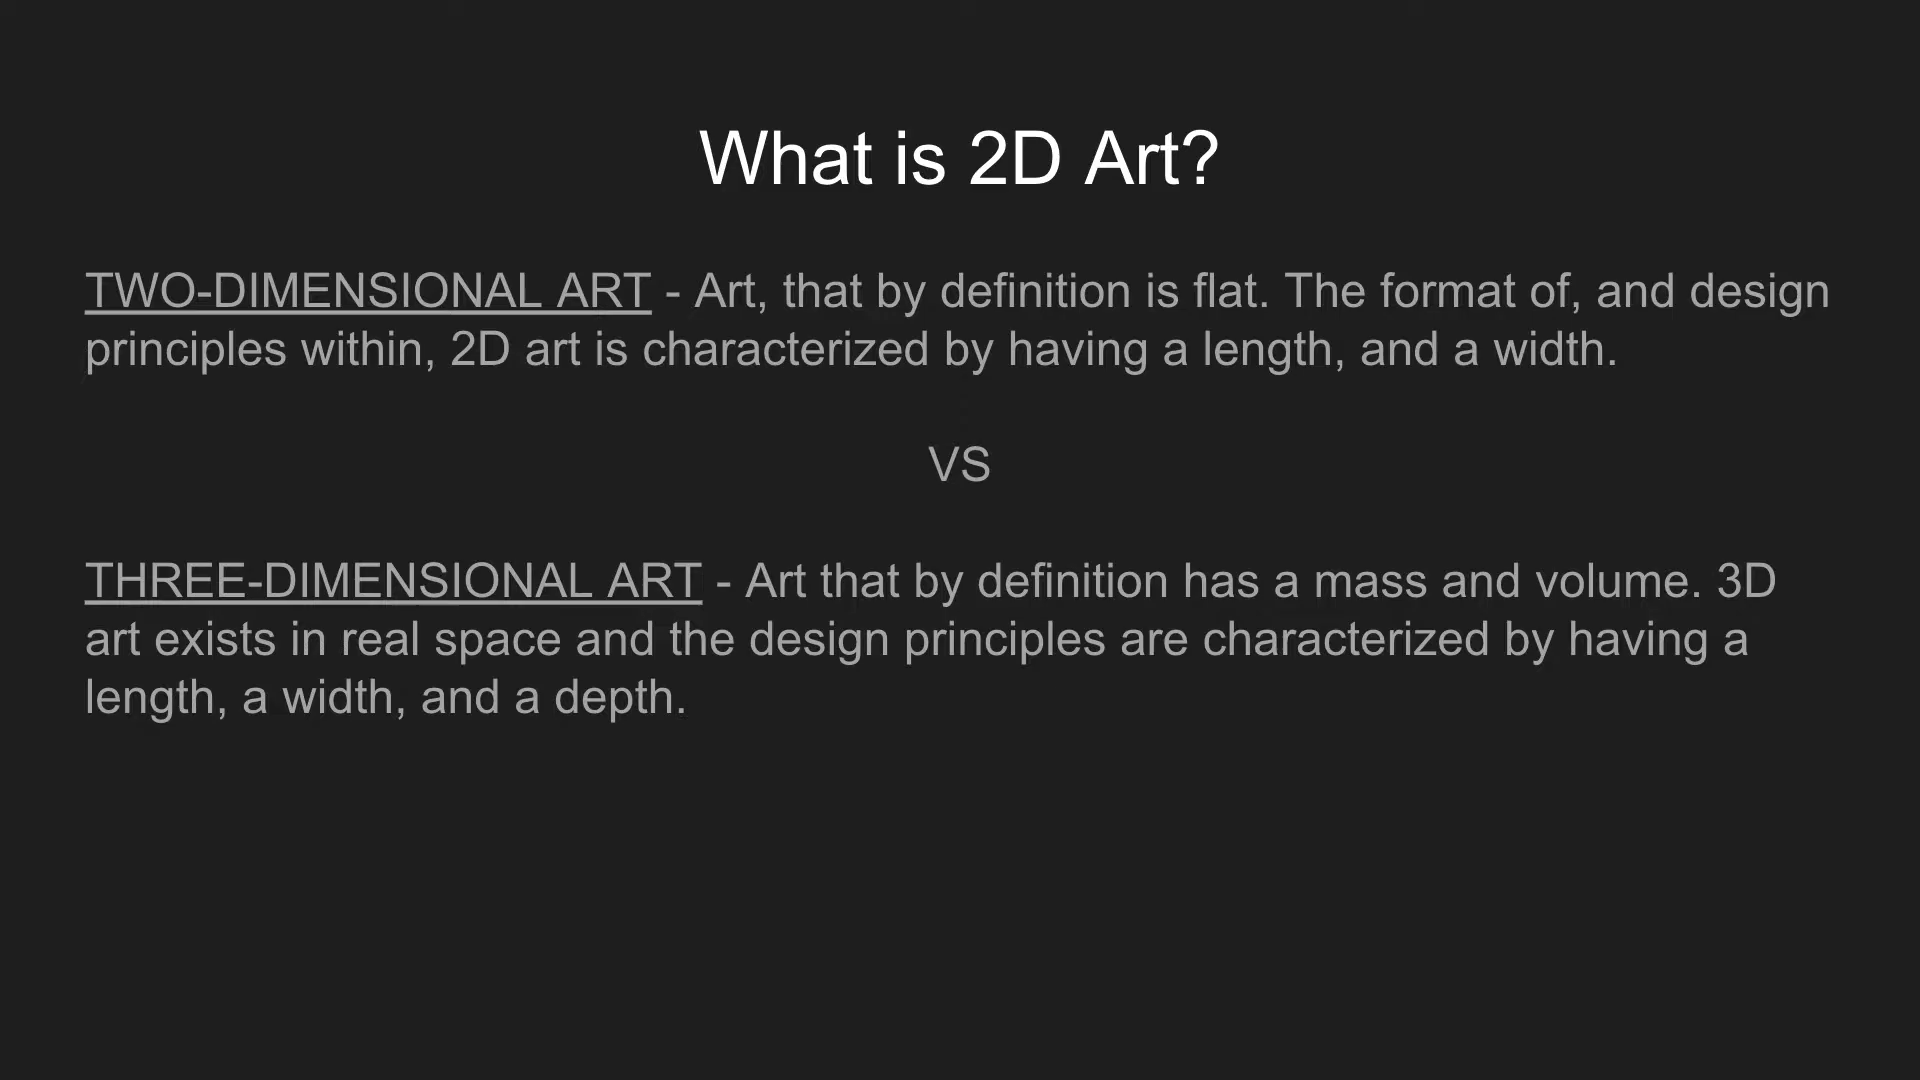 What is 2D Art?
TWO-DIMENSIONAL ART - Art, that by definition is flat. The format of, and design
principles within, 2D art is characterized by having a length, and a width.
VS
THREE-DIMENSIONAL ART - Art that by definition has a mass and volume. 3D
art exists in real space and the design principles are characterized by having a
length, a width, and a depth.